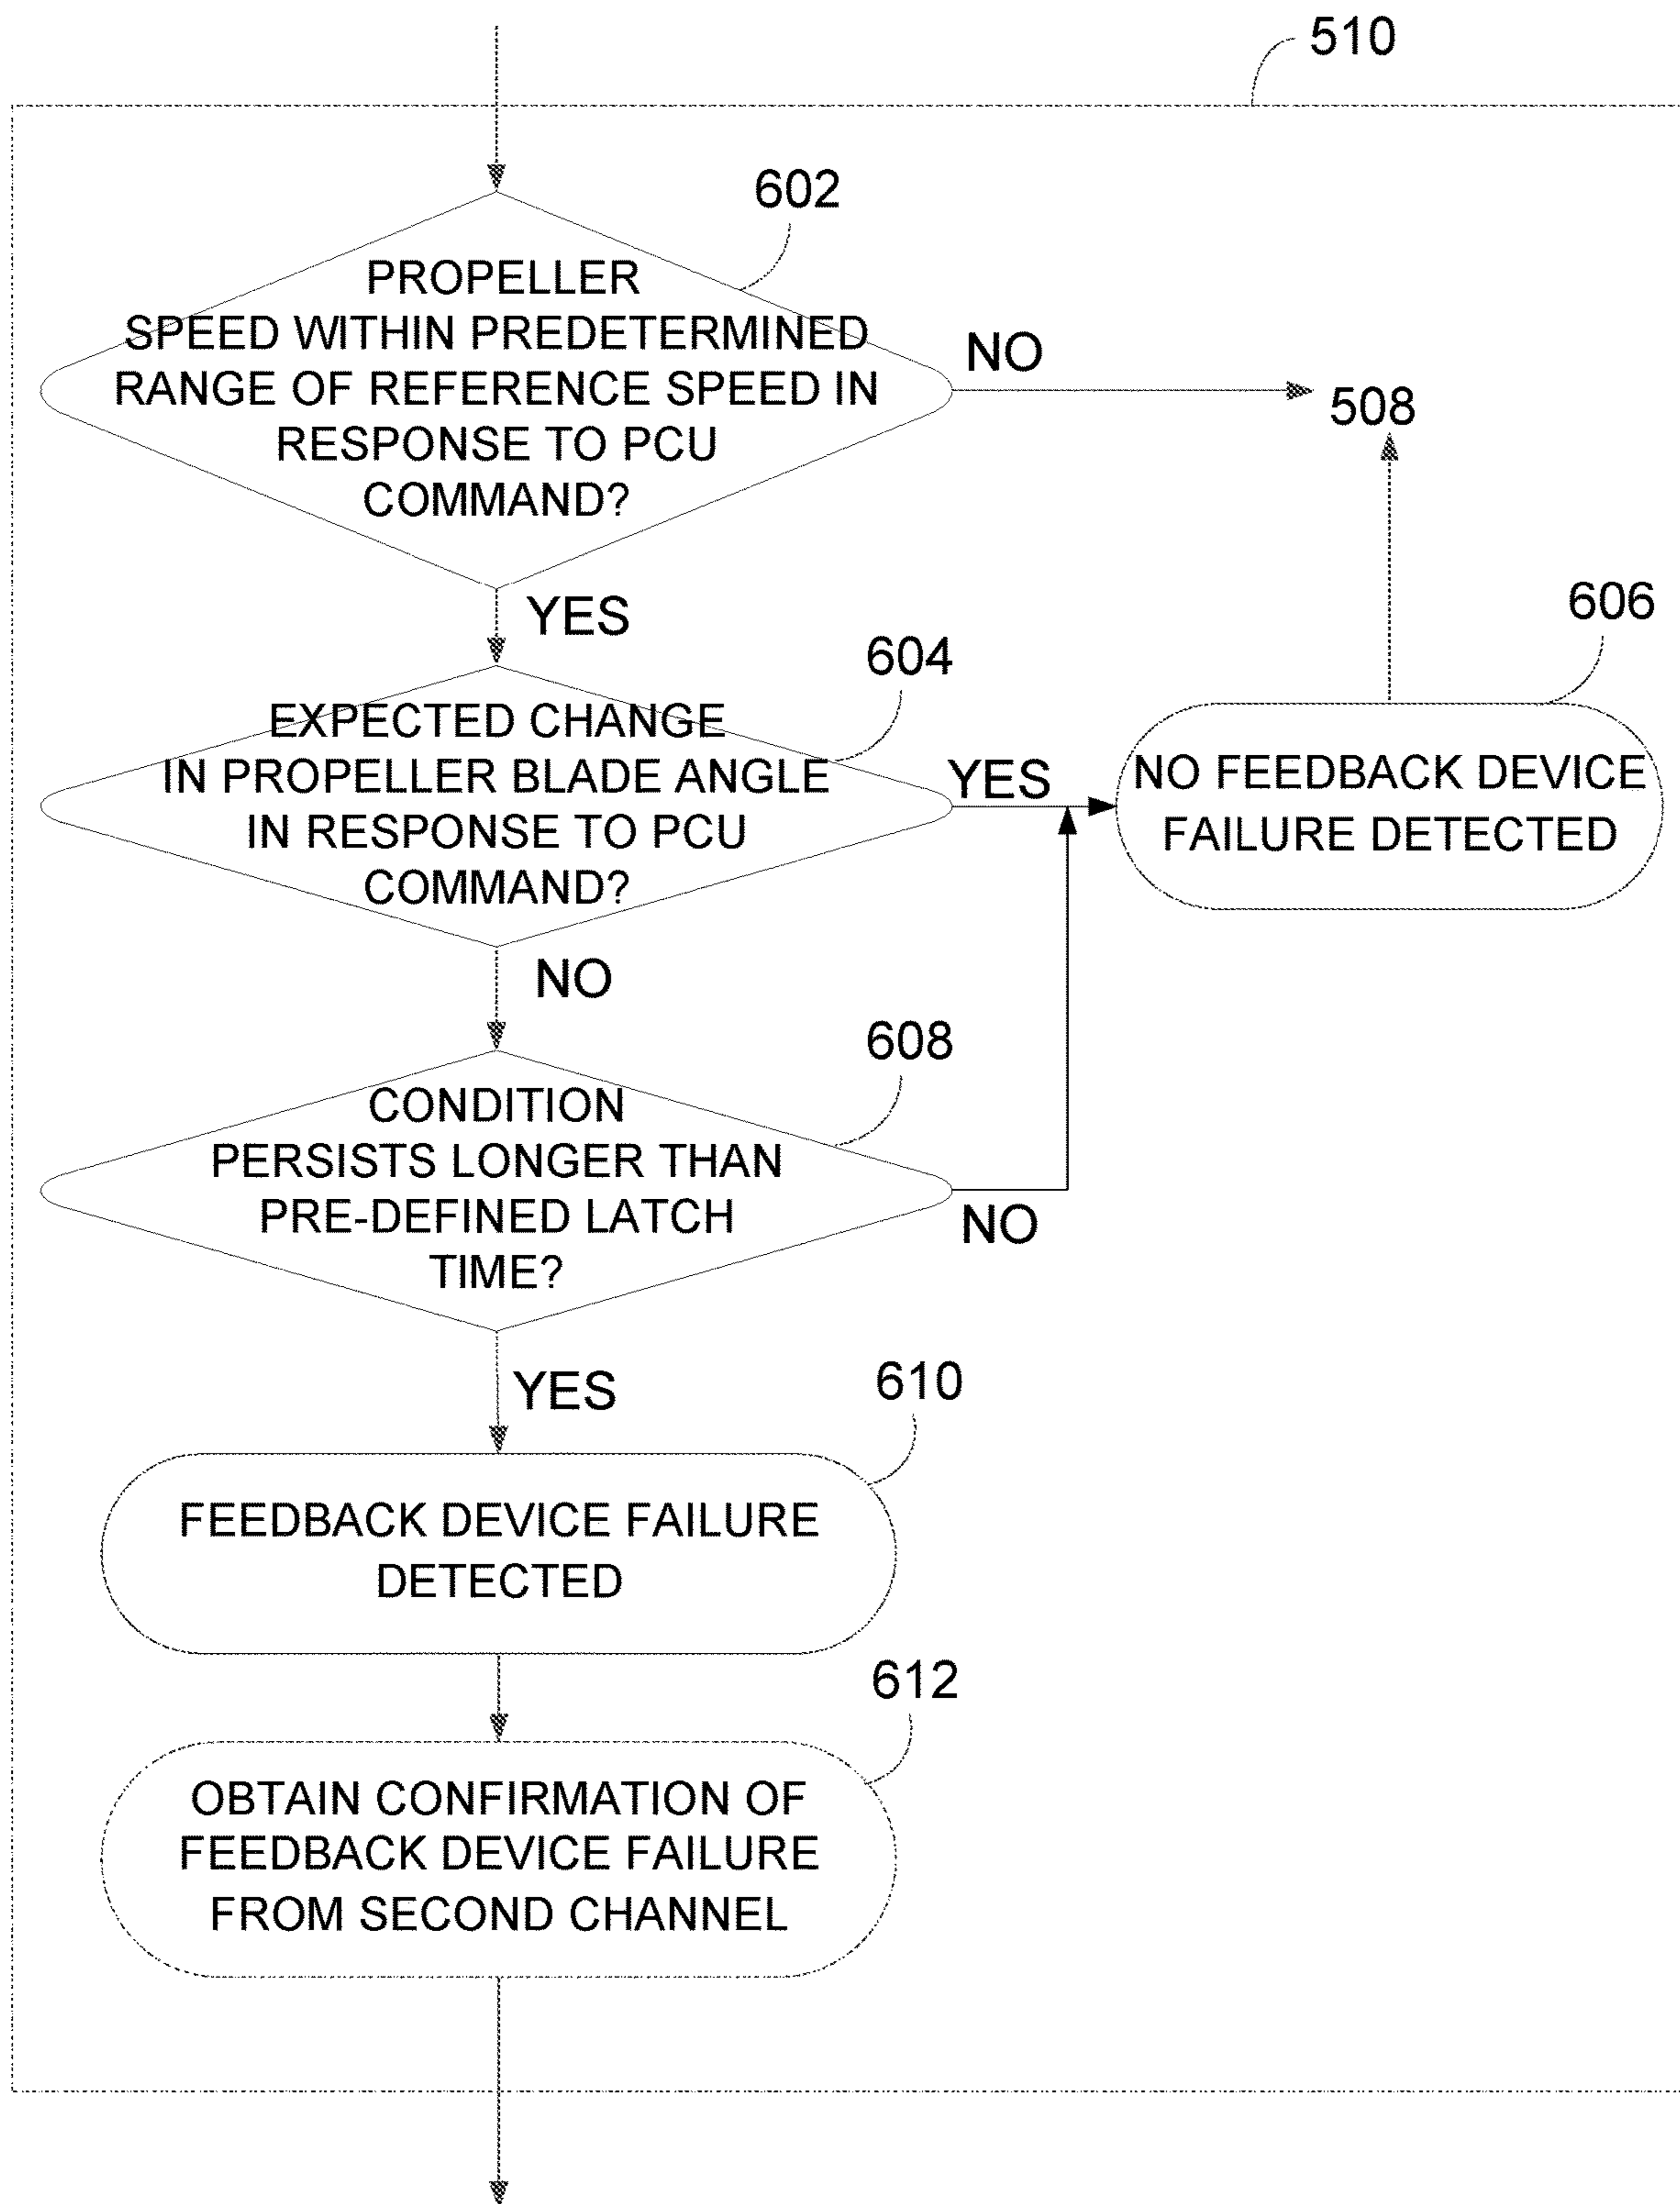 510
602
PROPELLER
SPEED WITHIN PREDETERMINED
RANGE OF REFERENCE SPEED IN
RESPONSE TO PCU
COMMAND?
NO
508
YES
604
606
EXPECTED CHANGE
IN PROPELLER BLADE ANGLE
IN RESPONSE TO PCU
COMMAND?
YES
NO FEEDBACK DEVICE
FAILURE DETECTED
NO
608
CONDITION
PERSISTS LONGER THAN
PRE-DEFINED LATCH
TIME?
NO
YES
610
FEEDBACK DEVICE FAILURE
DETECTED
612
OBTAIN CONFIRMATION OF
FEEDBACK DEVICE FAILURE
FROM SECOND CHANNEL